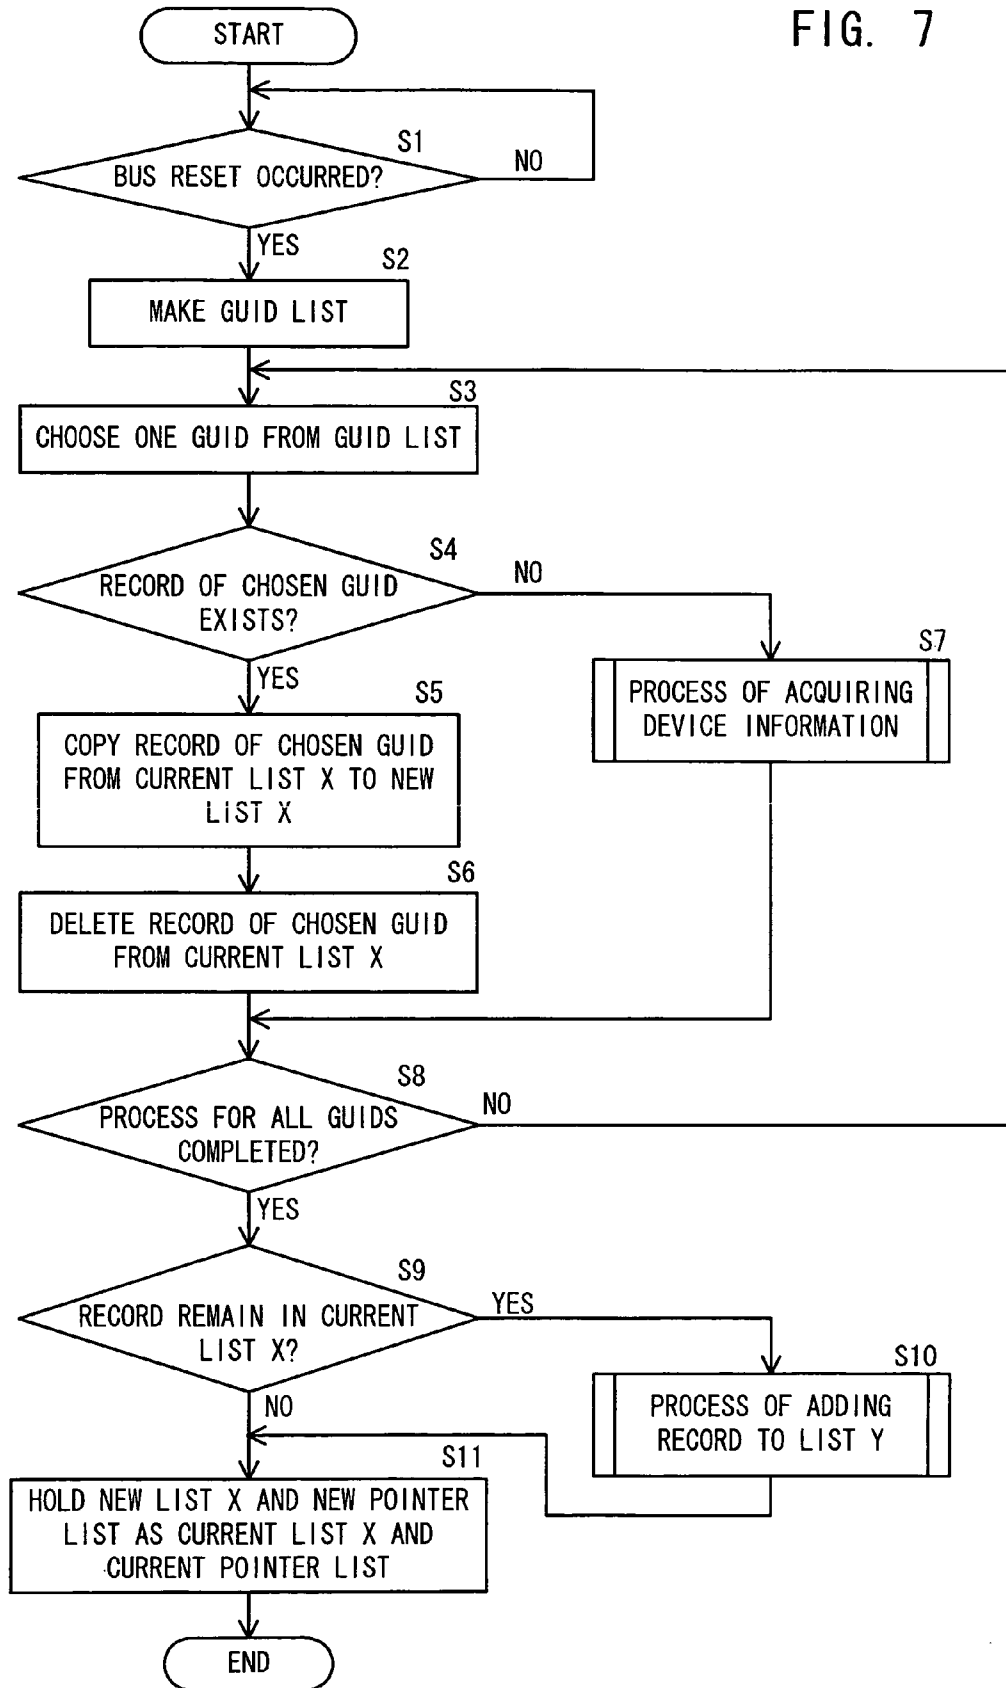 FIG. 7
START
S1
BUS RESET OCCURRED?
NO
YES
S2
MAKE GUID LIST
S3
CHOOSE ONE GUID FROM GUID LIST
S4
RECORD OF CHOSEN GUID
EXISTS?
NO
YES
S7
PROCESS OF ACQUIRING
DEVICE INFORMATION
S5
COPY RECORD OF CHOSEN GUID
FROM CURRENT LIST X TO NEW
LIST X
S6
DELETE RECORD OF CHOSEN GUID
FROM CURRENT LIST X
S8
PROCESS FOR ALL GUIDS
COMPLETED?
NO
YES
S9
RECORD REMAIN IN CURRENT
LIST X?
YES
NO
S10
PROCESS OF ADDING
RECORD TO LIST Y
S11
HOLD NEW LIST X AND NEW POINTER
LIST AS CURRENT LIST X AND
CURRENT POINTER LIST
END